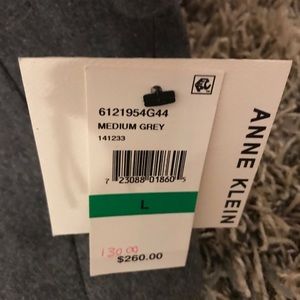 6121954G44
MEDIUM GREY
141233
7 23088 01860 5
L
130.00
$260.00
ANNE KLEIN